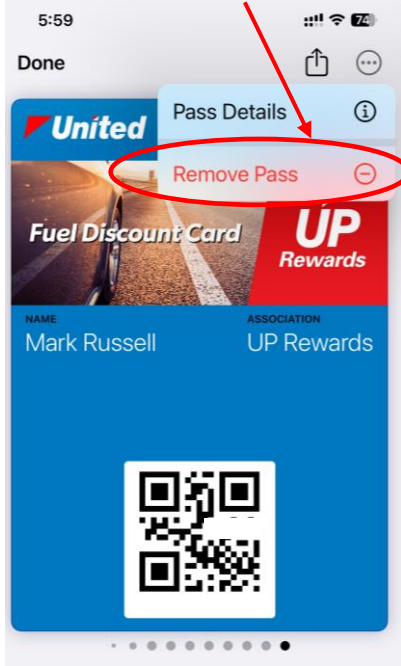 5:59
74
Done
Pass Details
United
Remove Pass
Fuel Discount Card
UP
Rewards
NAME
ASSOCIATION
Mark Russell
UP Rewards